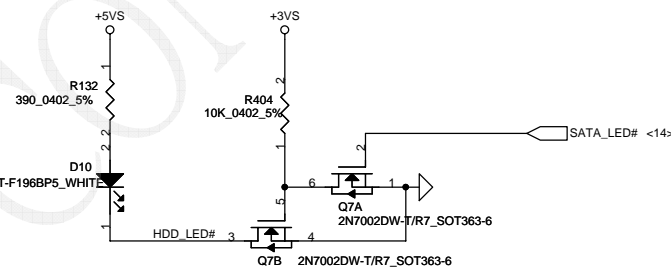 +5VS
+3VS
1
2
R132
390_0402_5%
R404
10K_0402_5%
2
1
2
D10
T-F196BP5_WHITE
1
2
SATA_LED# <14>
6
1
5
Q7A
2N7002DW-T/R7_SOT363-6
HDD_LED#
3
4
Q7B
2N7002DW-T/R7_SOT363-6